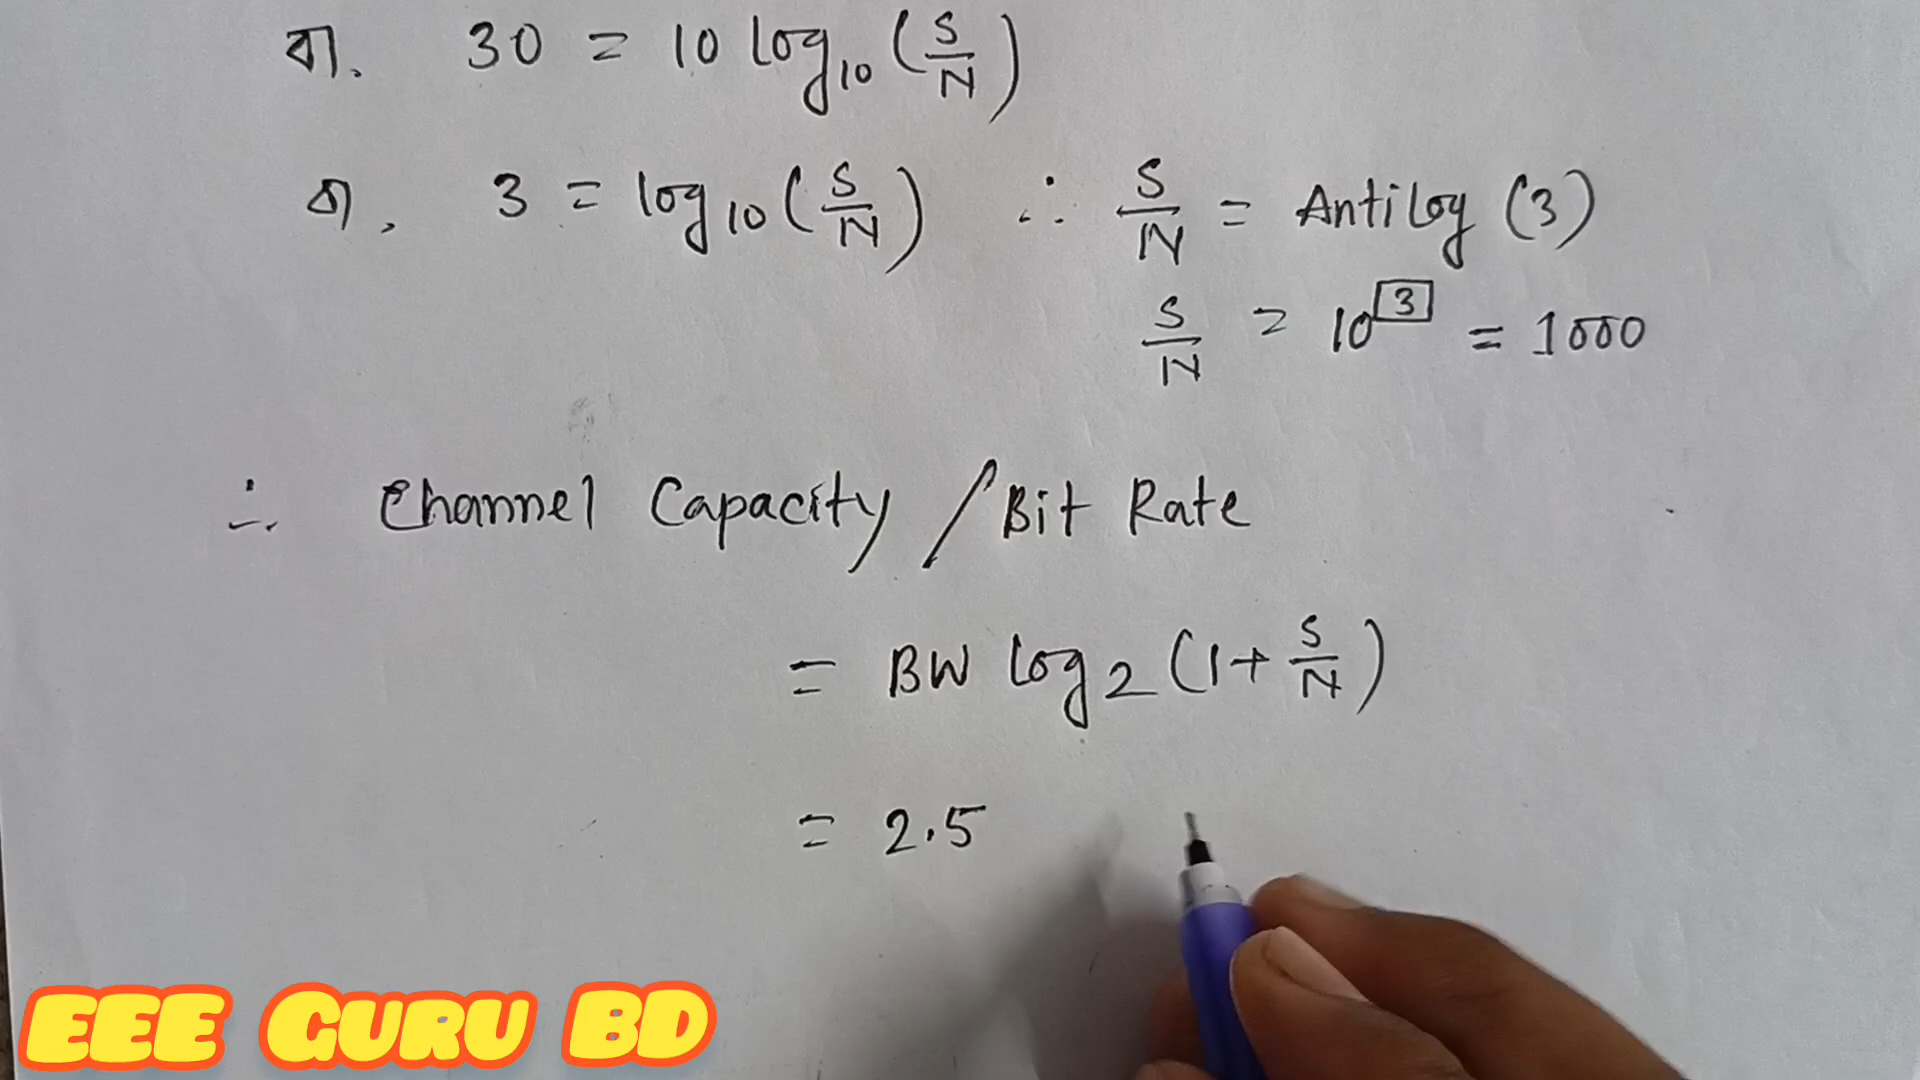 বা. 30 = 10 log₁₀ (S/N)
বা, 3 = log₁₀ (S/N) ∴ S/N = Antilog (3)
S/N = 10^3 = 1000
∴ Channel Capacity / Bit Rate
= BW log₂ (1 + S/N)
= 2.5
EEE GURU BD